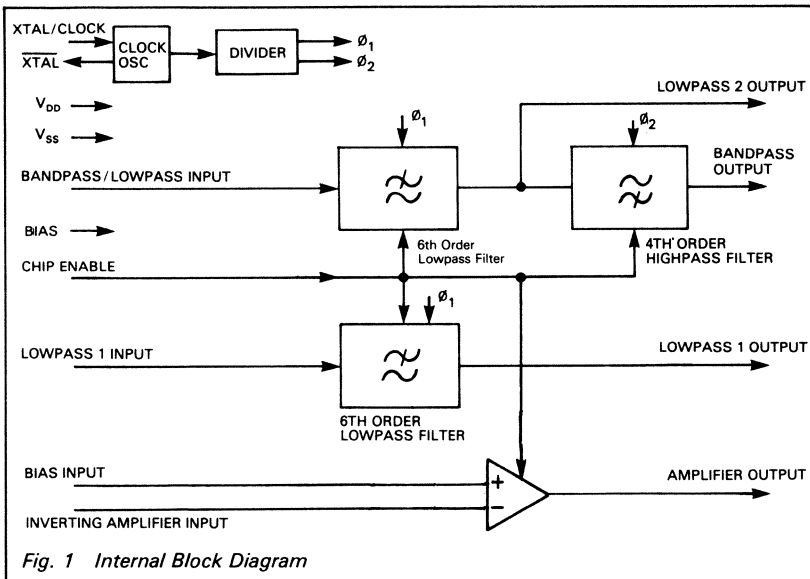 XTAL/CLOCK
XTAL
CLOCK
OSC
DIVIDER
Ø1
Ø2
VDD
VSS
LOWPASS 2 OUTPUT
Ø1
Ø2
BANDPASS
OUTPUT
BANDPASS/LOWPASS INPUT
BIAS
6th Order
Lowpass Filter
4TH ORDER
HIGHPASS FILTER
CHIP ENABLE
Ø1
LOWPASS 1 INPUT
LOWPASS 1 OUTPUT
6TH ORDER
LOWPASS FILTER
BIAS INPUT
+
−
AMPLIFIER OUTPUT
INVERTING AMPLIFIER INPUT
Fig. 1 Internal Block Diagram